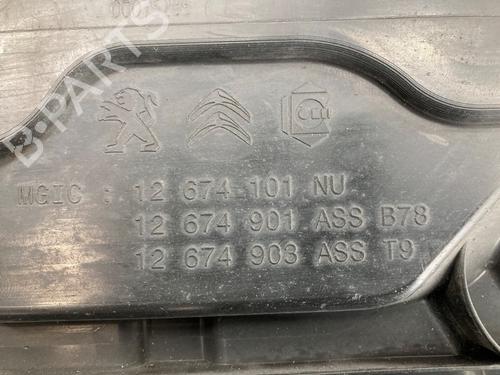 B-PARTS
MGIC : 12 674 101 NU
12 674 901 ASS B78
12 674 903 ASS T9